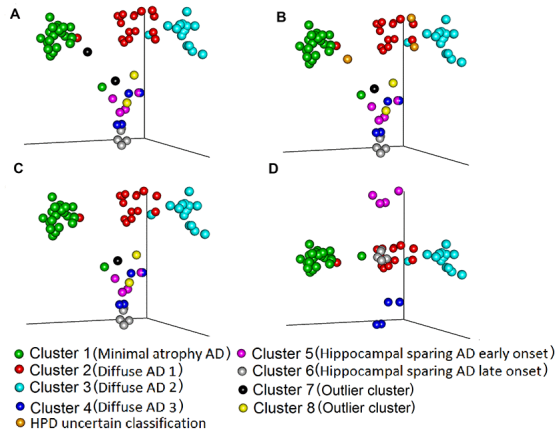 A
B
C
D
Cluster 1 (Minimal atrophy AD)
Cluster 2 (Diffuse AD 1)
Cluster 3 (Diffuse AD 2)
Cluster 4 (Diffuse AD 3)
HPD uncertain classification
Cluster 5 (Hippocampal sparing AD early onset)
Cluster 6 (Hippocampal sparing AD late onset)
Cluster 7 (Outlier cluster)
Cluster 8 (Outlier cluster)